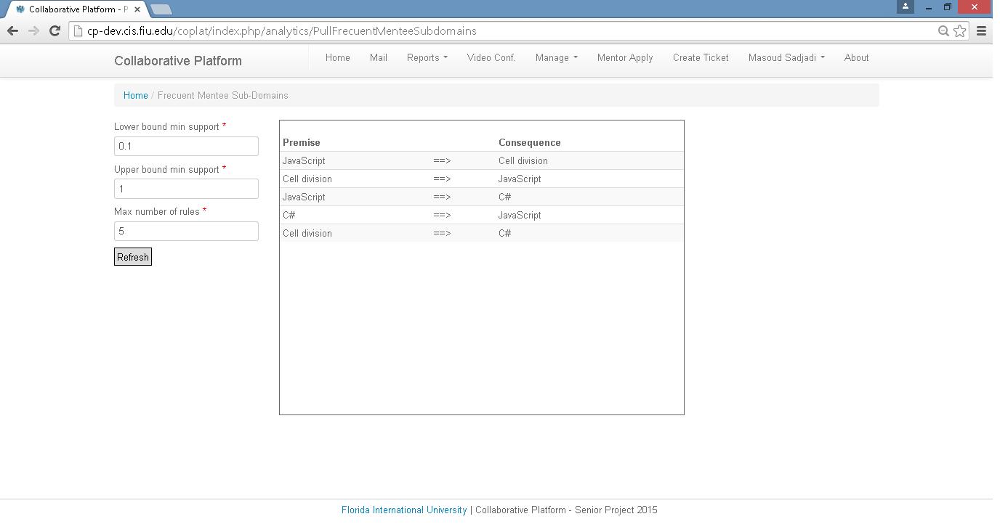 Collaborative Platform - P
cp-dev.cis.fiu.edu/coplat/index.php/analytics/PullFrecuentMenteeSubdomains
Collaborative Platform Home Mail Reports Video Conf. Manage Mentor Apply Create Ticket Masoud Sadjadi About
Home / Frecuent Mentee Sub-Domains
Lower bound min support *
0.1
Upper bound min support *
1
Max number of rules *
5
Refresh
Premise Consequence
JavaScript ==> Cell division
Cell division ==> JavaScript
JavaScript ==> C#
C# ==> JavaScript
Cell division ==> C#
Florida International University | Collaborative Platform - Senior Project 2015